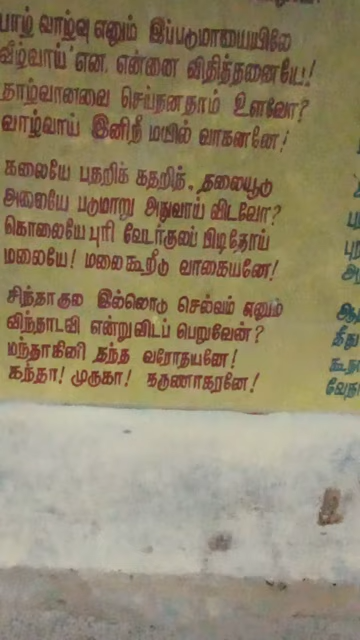 பாழ் வாழ்வு எனும் இப்படுமாயையிலே
வீழ்வாய் என என்னை விதித்தனையே!
தாழ்வானவை செய்தனதாம் உளவோ?
வாழ்வாய் இனிநீ மயில் வாகனனே!
கலையே பதறிக் கதறித் தலையூடு
அலையே படுமாறு அதுவாய் விடவோ?
கொலையே புரி வேடர்குலப் பிடிதோய்
மலையே! மலைகூறிடு வாகையனே!
சிந்தாகுல இல்லொடு செல்வம் எனும்
விந்தாடவி என்றுவிடப் பெறுவேன்?
மந்தாகினி தந்த வரோதயனே!
கந்தா! முருகா! கருணாகரனே!